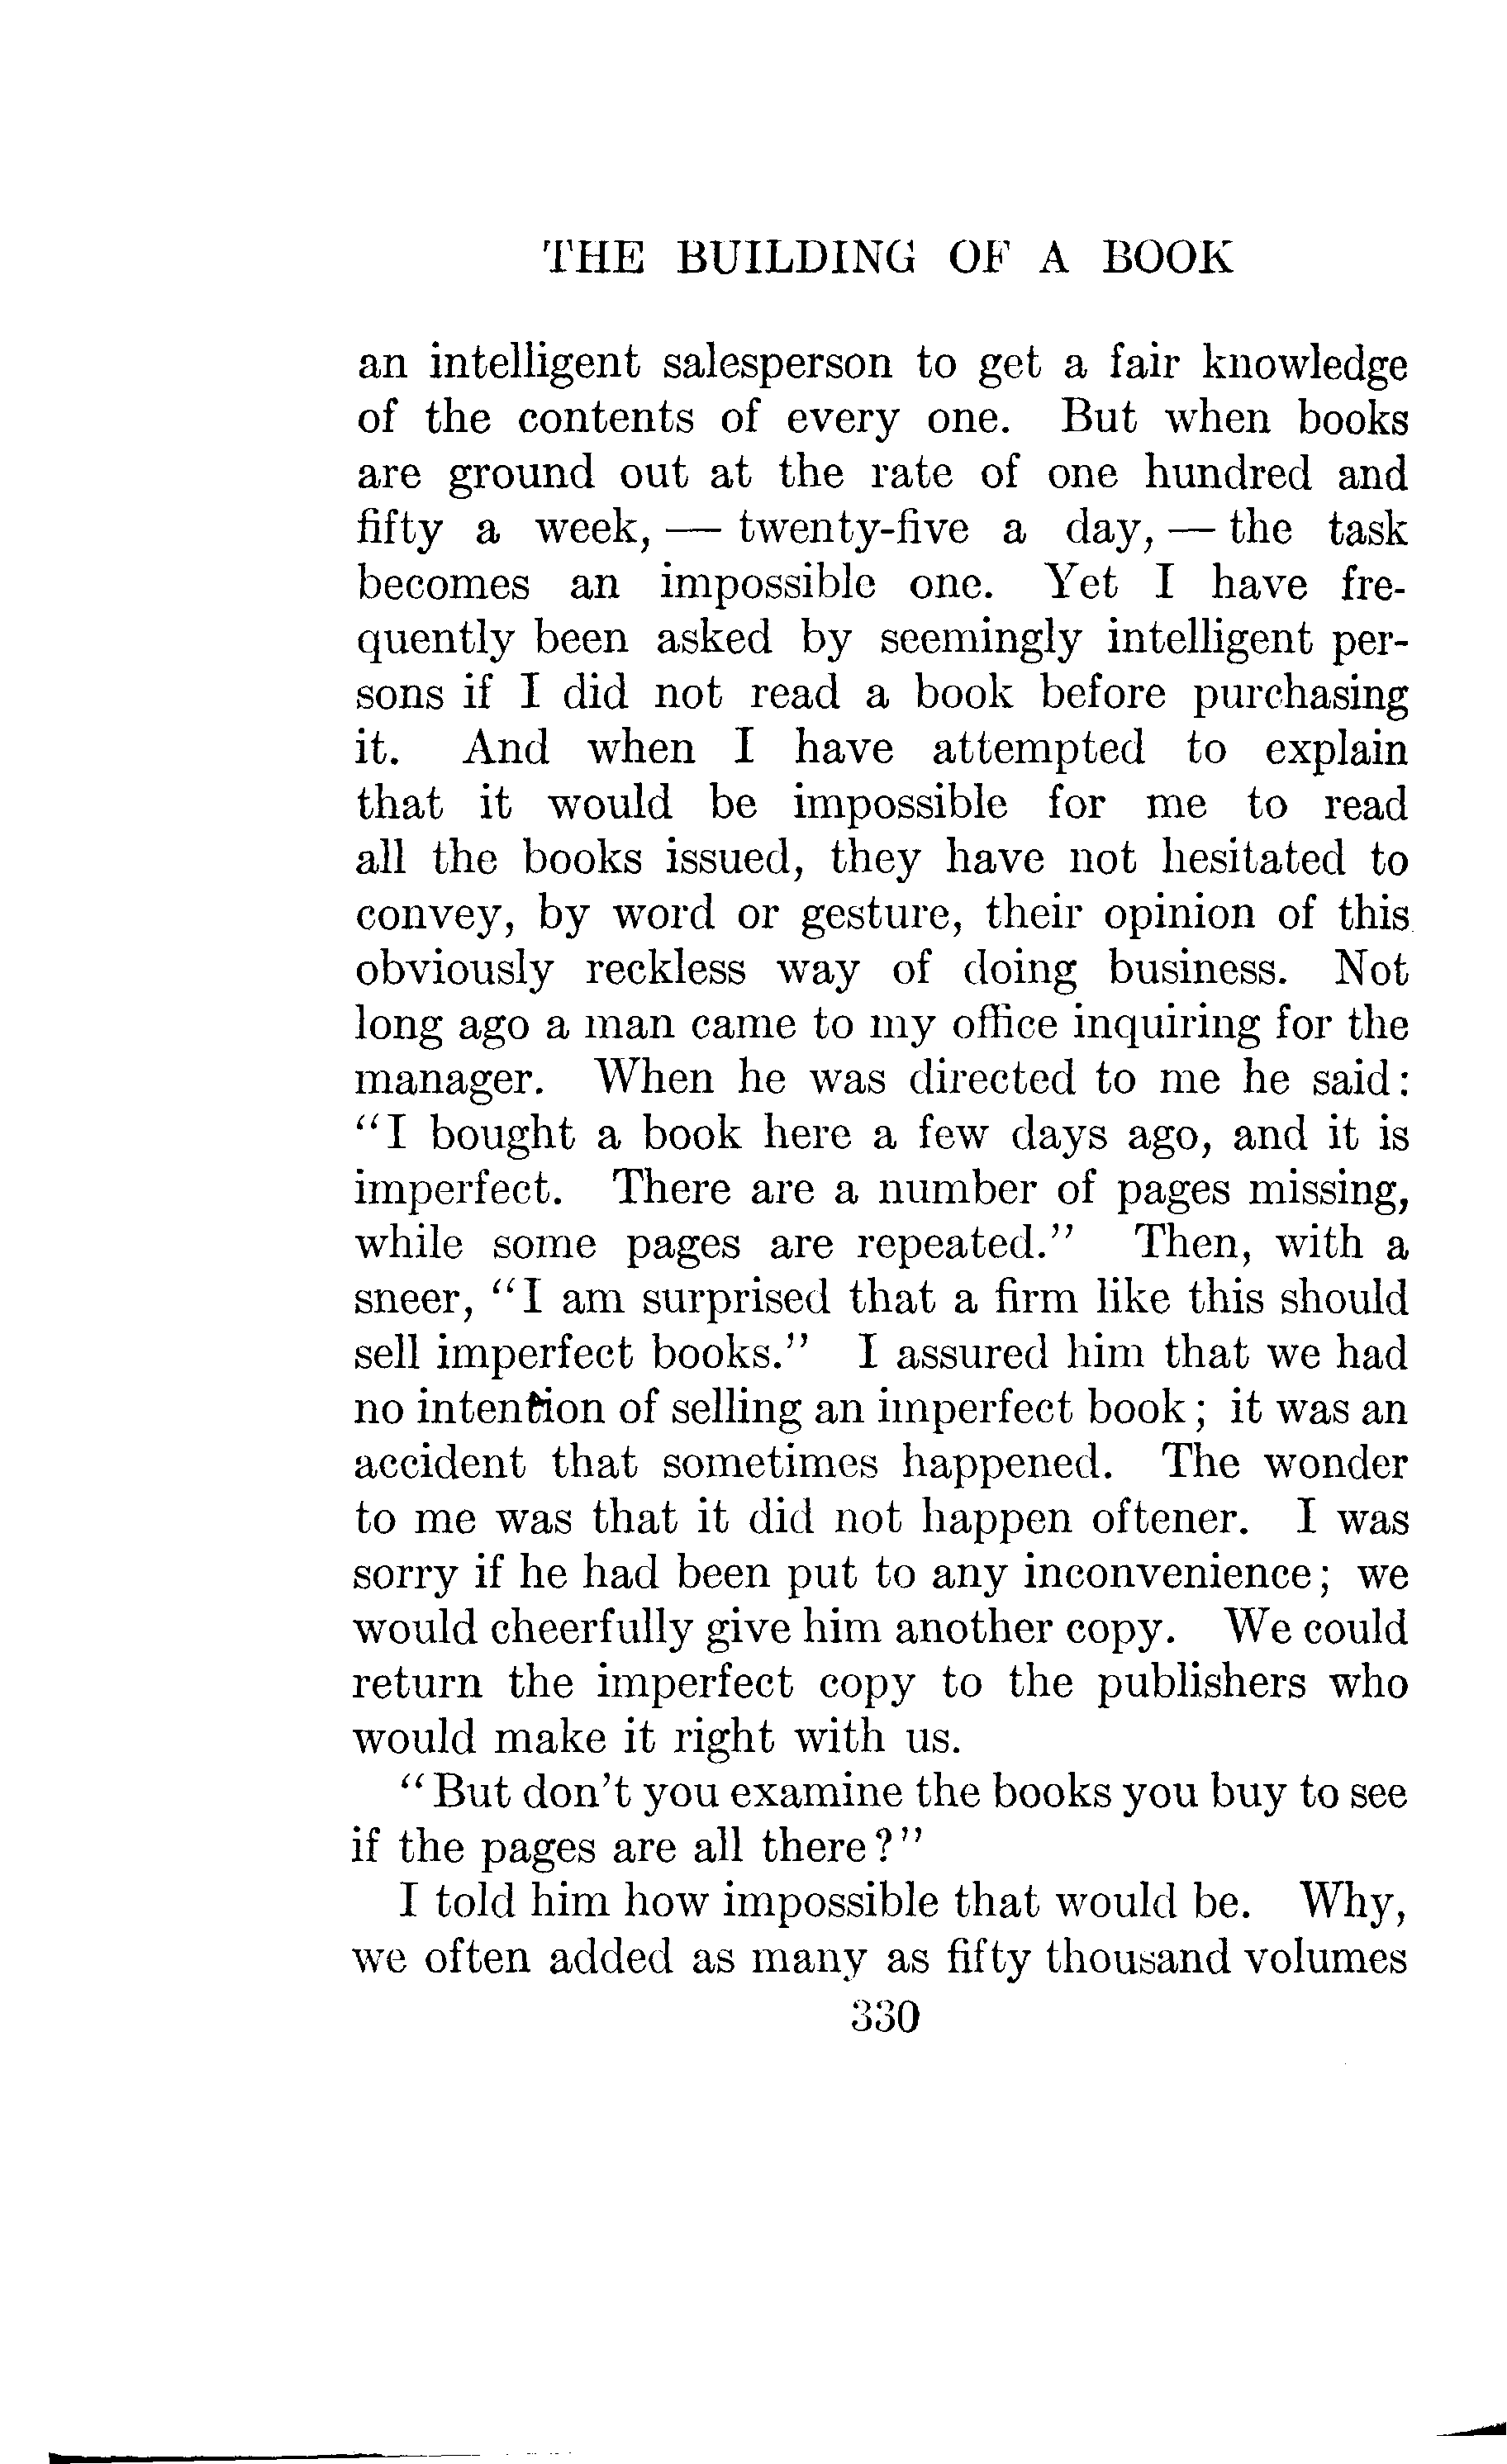 THE BUILDING OF A BOOK
an intelligent salesperson to get a fair knowledge
of the contents of every one. But when books
are ground out at the rate of one hundred and
fifty a week, — twenty-five a day, — the task
becomes an impossible one. Yet I have fre-
quently been asked by seemingly intelligent per-
sons if I did not read a book before purchasing
it. And when I have attempted to explain
that it would be impossible for me to read
all the books issued, they have not hesitated to
convey, by word or gesture, their opinion of this
obviously reckless way of doing business. Not
long ago a man came to my office inquiring for the
manager. When he was directed to me he said:
"I bought a book here a few days ago, and it is
imperfect. There are a number of pages missing,
while some pages are repeated." Then, with a
sneer, "I am surprised that a firm like this should
sell imperfect books." I assured him that we had
no intention of selling an imperfect book; it was an
accident that sometimes happened. The wonder
to me was that it did not happen oftener. I was
sorry if he had been put to any inconvenience; we
would cheerfully give him another copy. We could
return the imperfect copy to the publishers who
would make it right with us.
"But don't you examine the books you buy to see
if the pages are all there?"
I told him how impossible that would be. Why,
we often added as many as fifty thousand volumes
330